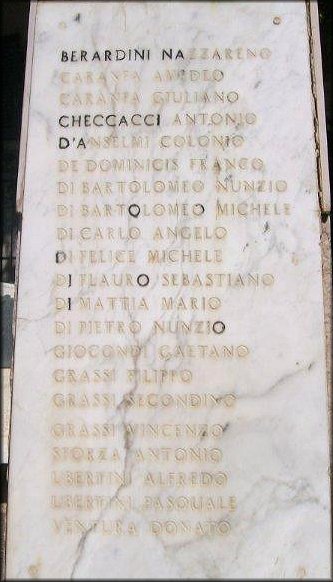 BERARDINI NAZZARENO
CARANFA ANGELO
CARANFA GIULIANO
CHECCACCI ANTONIO
D'ANSELMI COLONIO
DE DOMINICIS FRANCO
DI BARTOLOMEO NUNZIO
DI BARTOLOMEO MICHELE
DI CARLO ANGELO
DI FELICE MICHELE
DI FLAURO SEBASTIANO
DI MATTIA MARIO
DI PIETRO NUNZIO
GIOCONDI GAETANO
GRASSI FILIPPO
GRASSI SECONDINO
GRASSI VINCENZO
SFORZA ANTONIO
UBERTINI ALFREDO
UBERTINI PASQUALE
VENTURA DONATO